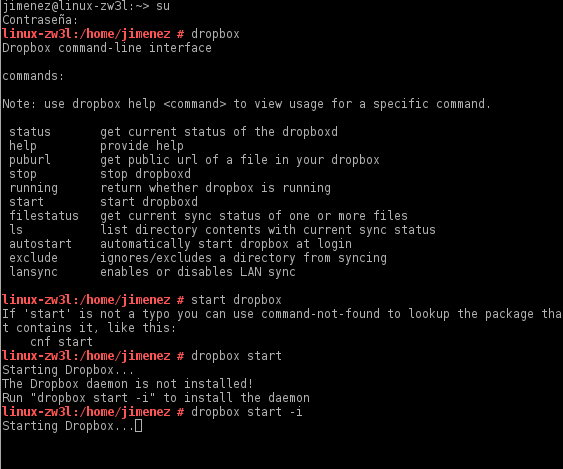 jimenez@linux-zw3l:~> su
Contraseña:
linux-zw3l:/home/jimenez # dropbox
Dropbox command-line interface
commands:
Note: use dropbox help <command> to view usage for a specific command.
status       get current status of the dropboxd
help         provide help
puburl       get public url of a file in your dropbox
stop         stop dropboxd
running      return whether dropbox is running
start        start dropboxd
filestatus   get current sync status of one or more files
ls           list directory contents with current sync status
autostart    automatically start dropbox at login
exclude      ignores/excludes a directory from syncing
lansync      enables or disables LAN sync
linux-zw3l:/home/jimenez # start dropbox
If 'start' is not a typo you can use command-not-found to lookup the package tha
t contains it, like this:
    cnf start
linux-zw3l:/home/jimenez # dropbox start
Starting Dropbox...
The Dropbox daemon is not installed!
Run "dropbox start -i" to install the daemon
linux-zw3l:/home/jimenez # dropbox start -i
Starting Dropbox...